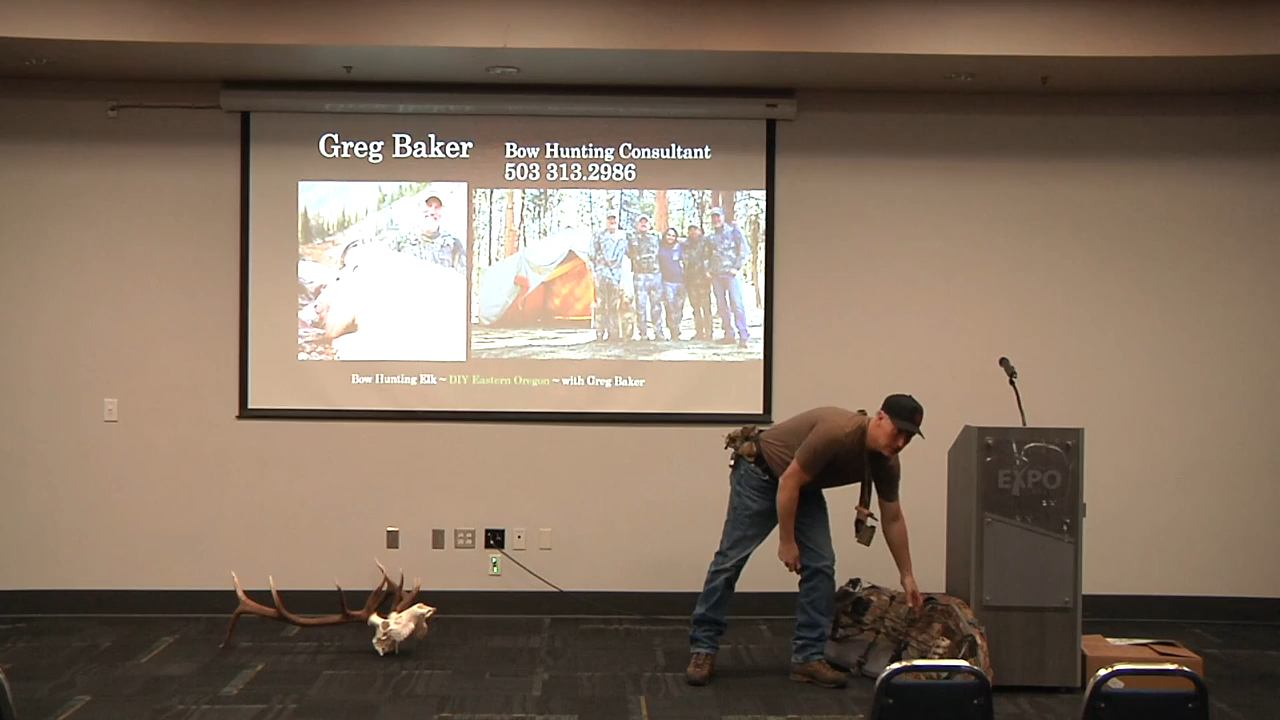 Greg Baker
Bow Hunting Consultant
503 313.2986
Bow Hunting Elk ~ DIY Eastern Oregon ~ with Greg Baker
EXPO